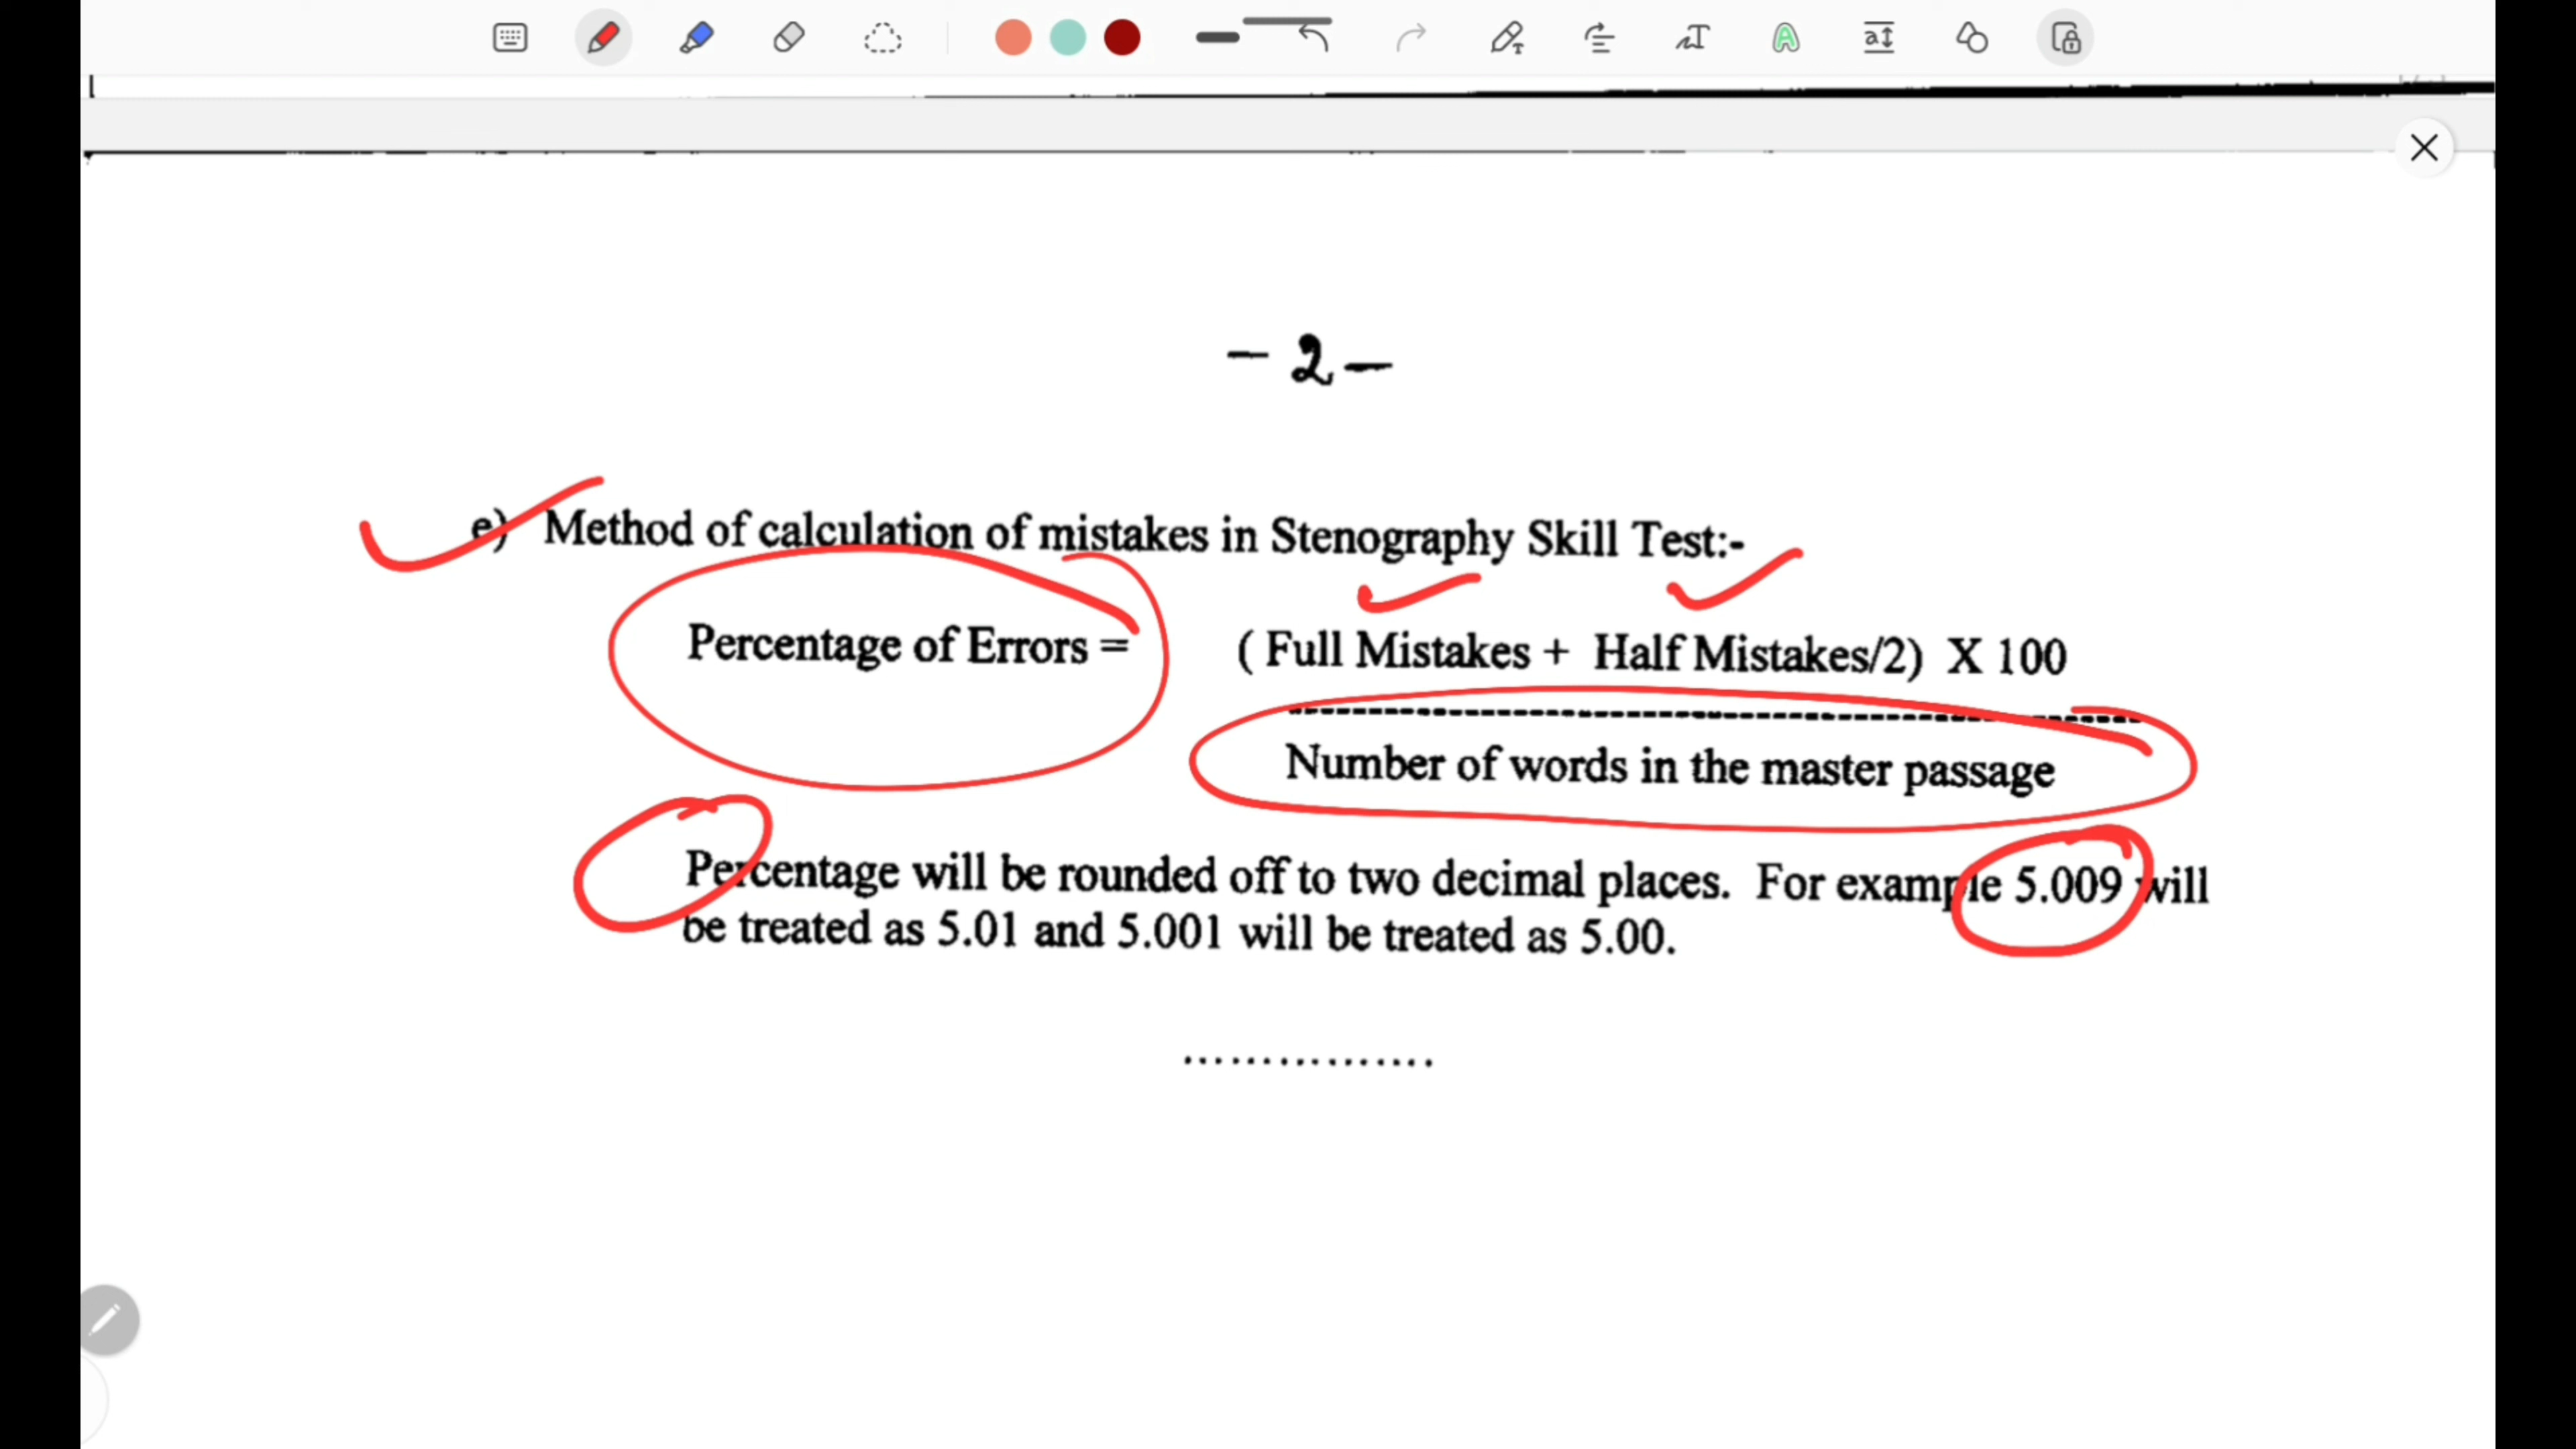 - 2 -
e) Method of calculation of mistakes in Stenography Skill Test:-
Percentage of Errors = ( Full Mistakes + Half Mistakes/2) X 100
Number of words in the master passage
Percentage will be rounded off to two decimal places. For example 5.009 will
be treated as 5.01 and 5.001 will be treated as 5.00.